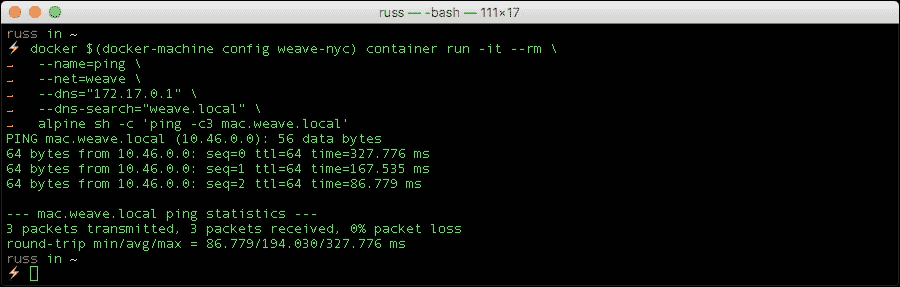 russ — -bash — 111×17
russ in ~
⚡ docker $(docker-machine config weave-nyc) container run -it --rm \
→ --name=ping \
→ --net=weave \
→ --dns="172.17.0.1" \
→ --dns-search="weave.local" \
→ alpine sh -c 'ping -c3 mac.weave.local'
PING mac.weave.local (10.46.0.0): 56 data bytes
64 bytes from 10.46.0.0: seq=0 ttl=64 time=327.776 ms
64 bytes from 10.46.0.0: seq=1 ttl=64 time=167.535 ms
64 bytes from 10.46.0.0: seq=2 ttl=64 time=86.779 ms
--- mac.weave.local ping statistics ---
3 packets transmitted, 3 packets received, 0% packet loss
round-trip min/avg/max = 86.779/194.030/327.776 ms
russ in ~
⚡